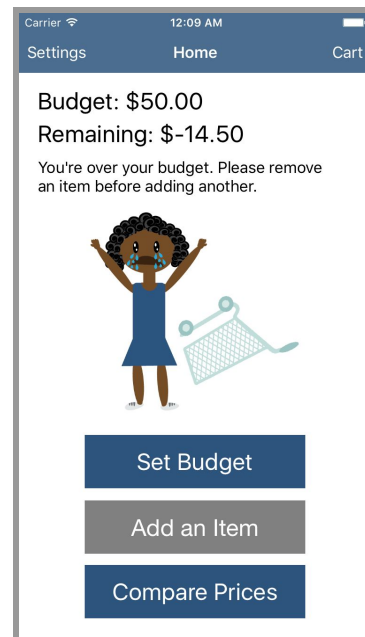 Carrier 12:09 AM
Settings Home Cart
Budget: $50.00
Remaining: $-14.50
You're over your budget. Please remove
an item before adding another.
Set Budget
Add an Item
Compare Prices